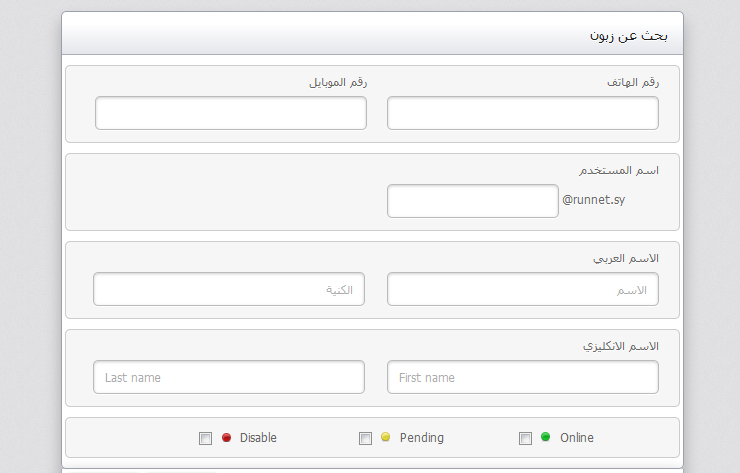 بحث عن زبون
رقم الهاتف
رقم الموبايل
اسم المستخدم
@runnet.sy
الاسم العربي
الاسم
الكنية
الاسم الانكليزي
Last name
First name
Disable
Pending
Online